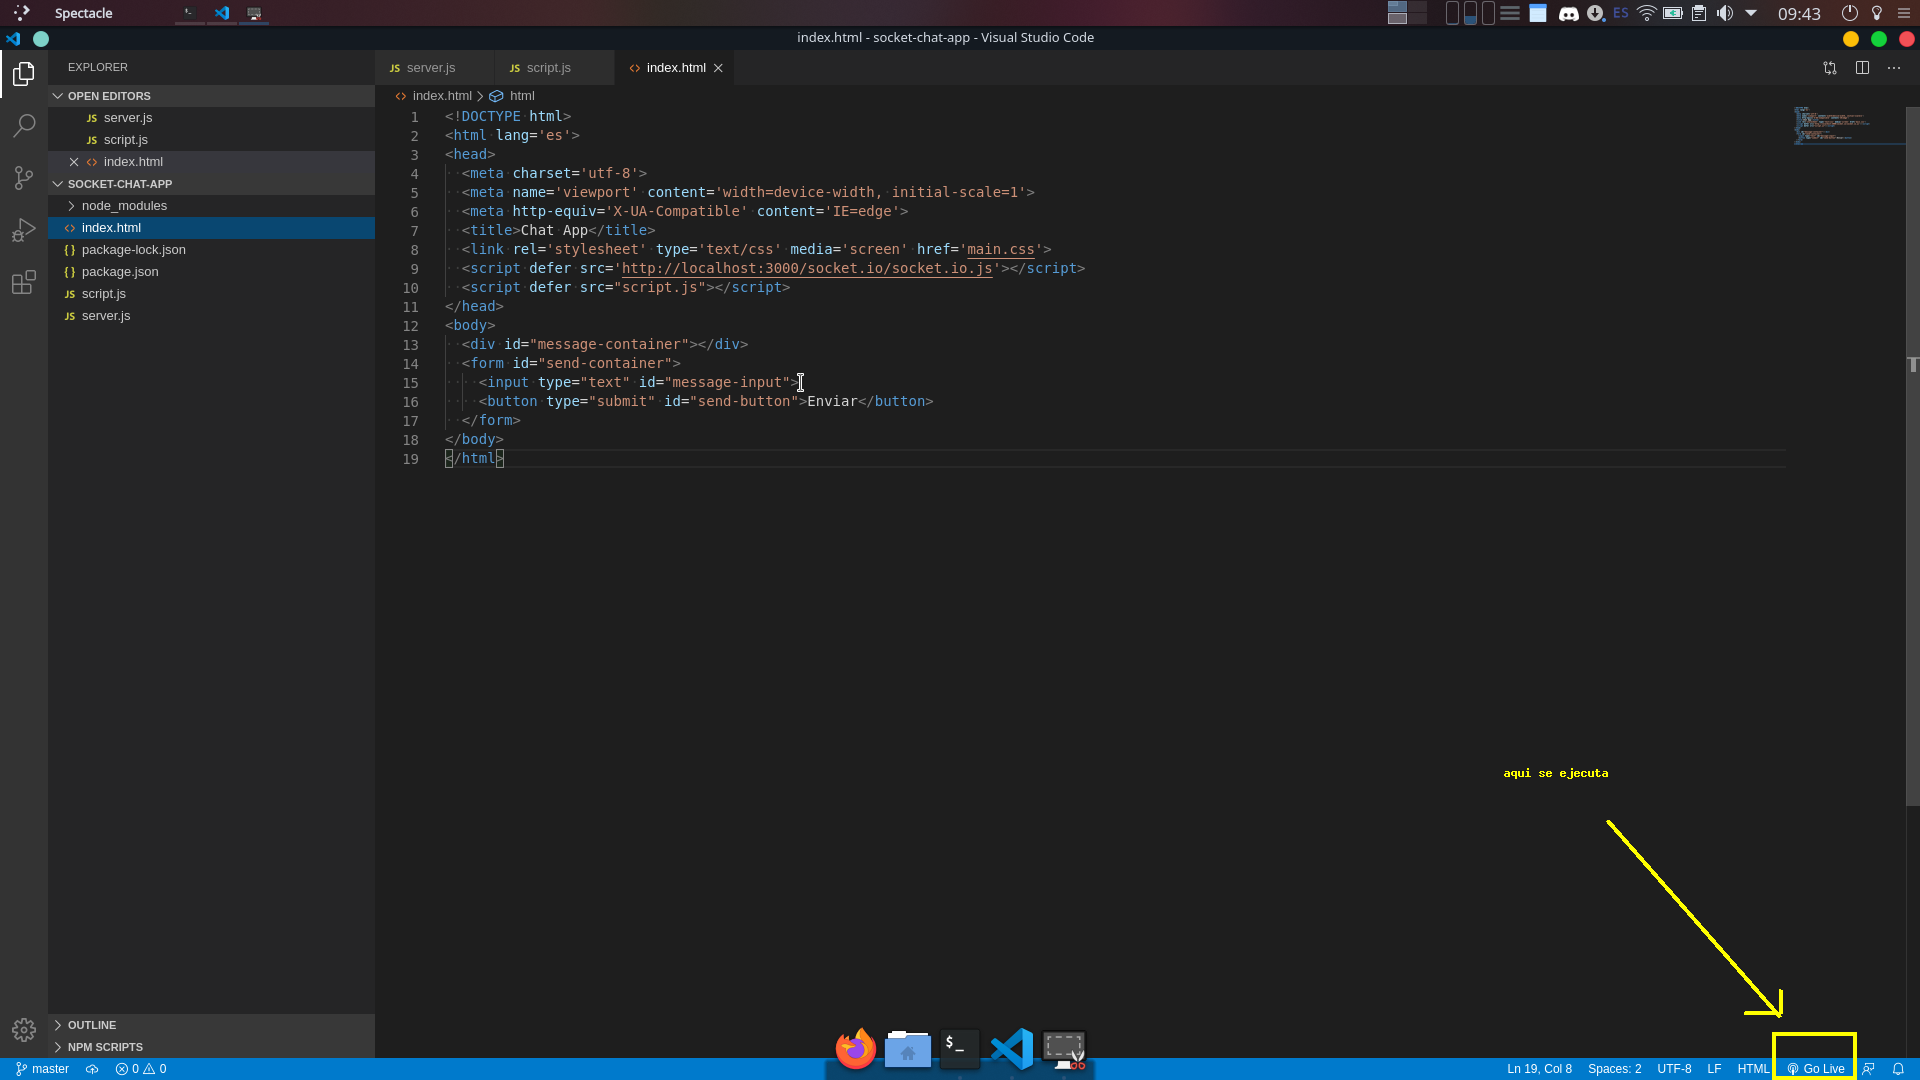 Spectacle
ES
09:43
index.html - socket-chat-app - Visual Studio Code
EXPLORER
OPEN EDITORS
JS server.js
JS script.js
<> index.html
SOCKET-CHAT-APP
node_modules
<> index.html
{} package-lock.json
{} package.json
JS script.js
JS server.js
OUTLINE
NPM SCRIPTS
JS server.js
JS script.js
<> index.html
<> index.html > html
1 <!DOCTYPE html>
2 <html lang='es'>
3 <head>
4 <meta charset='utf-8'>
5 <meta name='viewport' content='width=device-width, initial-scale=1'>
6 <meta http-equiv='X-UA-Compatible' content='IE=edge'>
7 <title>Chat App</title>
8 <link rel='stylesheet' type='text/css' media='screen' href='main.css'>
9 <script defer src='http://localhost:3000/socket.io/socket.io.js'></script>
10 <script defer src="script.js"></script>
11 </head>
12 <body>
13 <div id="message-container"></div>
14 <form id="send-container">
15 <input type="text" id="message-input">
16 <button type="submit" id="send-button">Enviar</button>
17 </form>
18 </body>
19 </html>
aqui se ejecuta
$_
master
0 0
Ln 19, Col 8
Spaces: 2
UTF-8
LF
HTML
Go Live